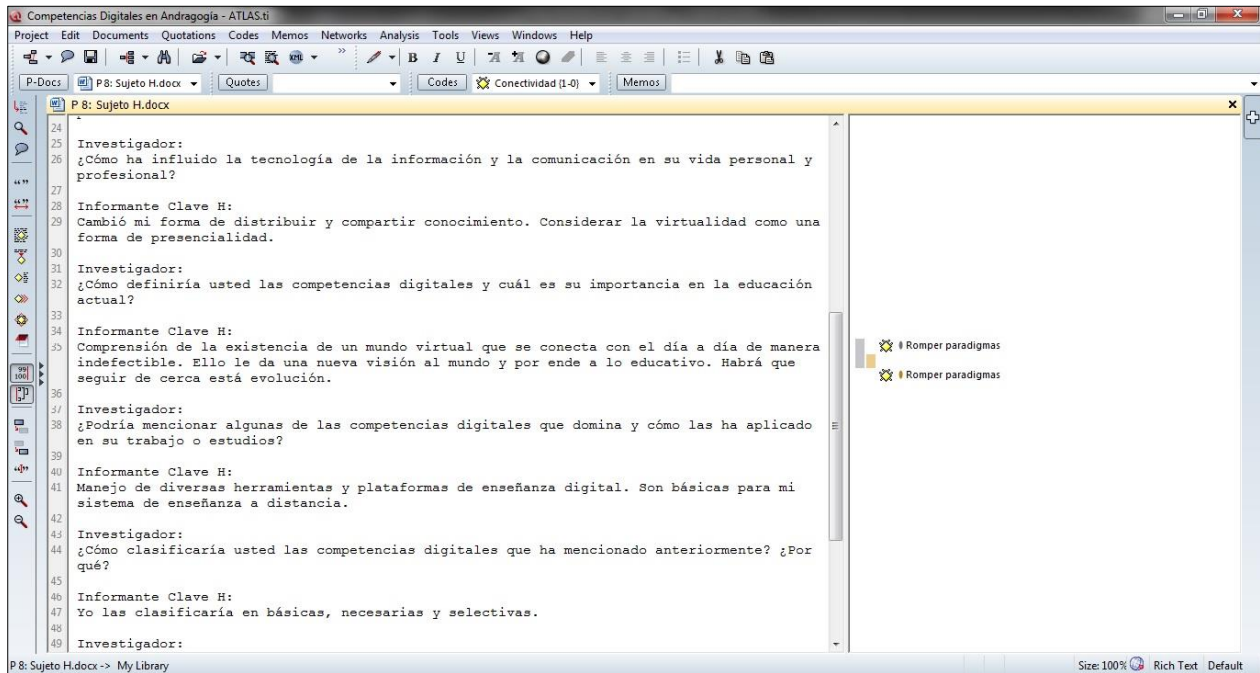 Competencias Digitales en Andragogía - ATLAS.ti
Project Edit Documents Quotations Codes Memos Networks Analysis Tools Views Windows Help
B I U
P-Docs P 8: Sujeto H.docx Quotes Codes Conectividad {1-0} Memos
P 8: Sujeto H.docx
24
25 Investigador:
26 ¿Cómo ha influido la tecnología de la información y la comunicación en su vida personal y
profesional?
27
28 Informante Clave H:
29 Cambió mi forma de distribuir y compartir conocimiento. Considerar la virtualidad como una
forma de presencialidad.
30
31 Investigador:
32 ¿Cómo definiría usted las competencias digitales y cuál es su importancia en la educación
actual?
33
34 Informante Clave H:
35 Comprensión de la existencia de un mundo virtual que se conecta con el día a día de manera
indefectible. Ello le da una nueva visión al mundo y por ende a lo educativo. Habrá que
seguir de cerca está evolución.
Romper paradigmas
Romper paradigmas
36
37 Investigador:
38 ¿Podría mencionar algunas de las competencias digitales que domina y cómo las ha aplicado
en su trabajo o estudios?
39
40 Informante Clave H:
41 Manejo de diversas herramientas y plataformas de enseñanza digital. Son básicas para mi
sistema de enseñanza a distancia.
42
43 Investigador:
44 ¿Cómo clasificaría usted las competencias digitales que ha mencionado anteriormente? ¿Por
qué?
45
46 Informante Clave H:
47 Yo las clasificaría en básicas, necesarias y selectivas.
48
49 Investigador:
P 8: Sujeto H.docx -> My Library Size: 100% Rich Text Default